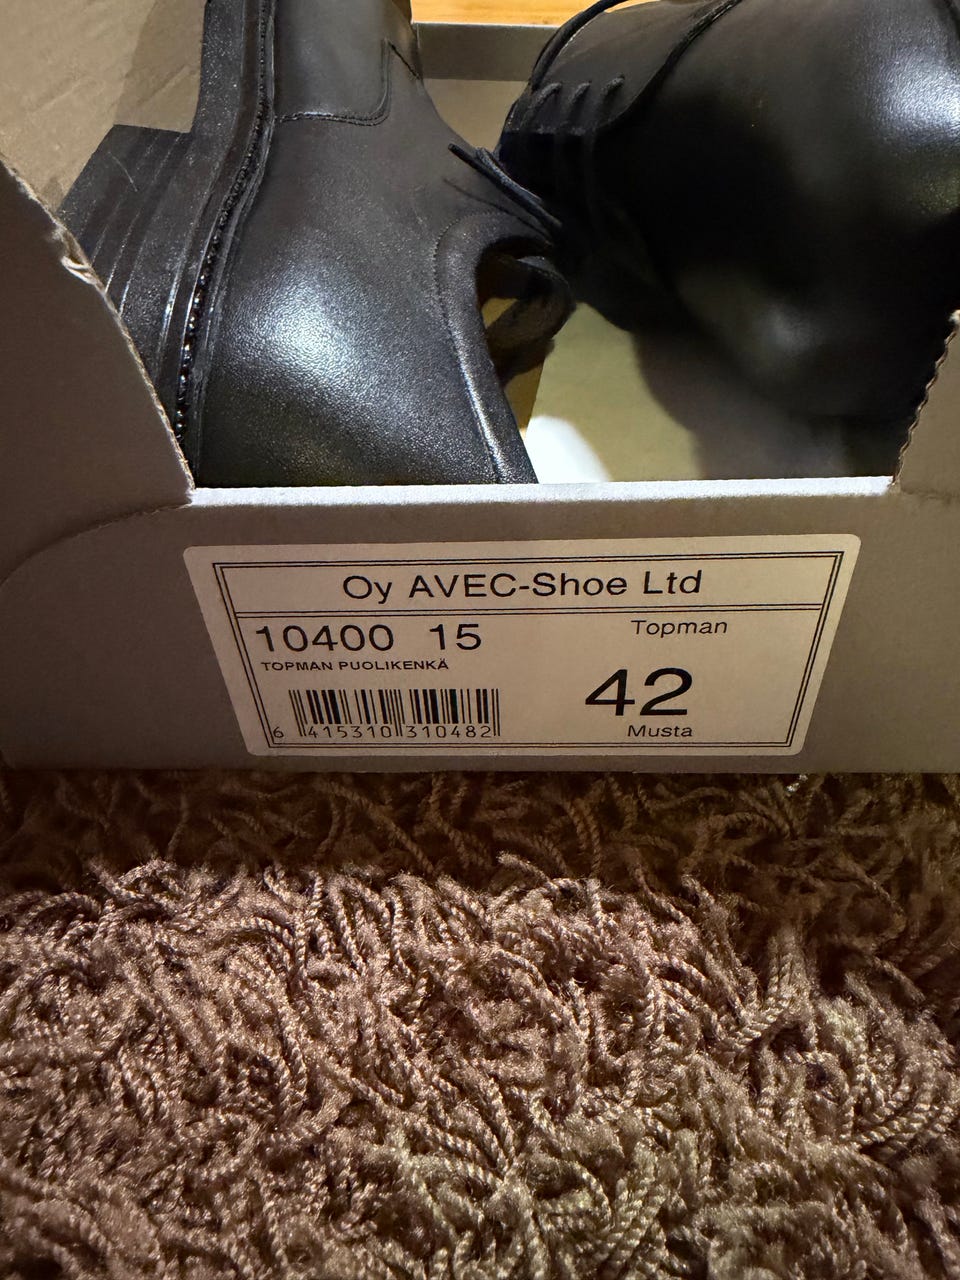 Oy AVEC-Shoe Ltd
10400 15
Topman
TOPMAN PUOLIKENKÄ
42
6 415310 310482
Musta